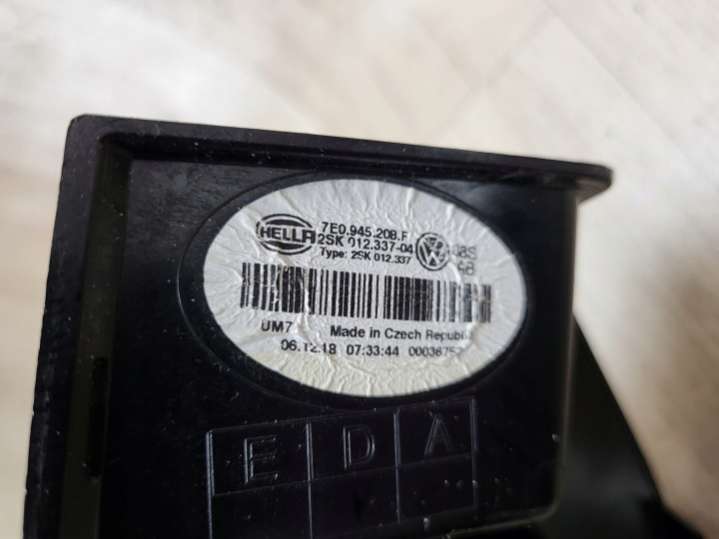 HELLA
7E0.945.208.F
2SK 012.337-04
Type: 2SK 012.337
UM7
Made in Czech Republic
06.12.18 07:33:44
E D A